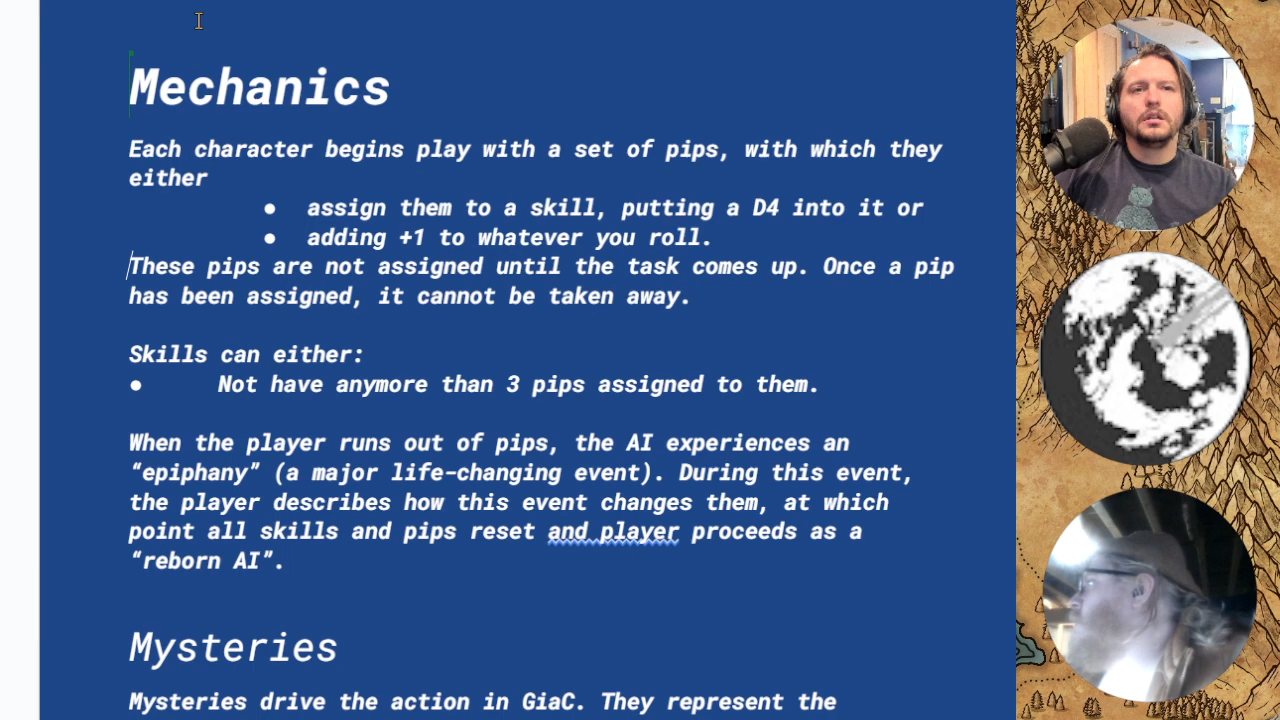 Mechanics
Each character begins play with a set of pips, with which they
either
● assign them to a skill, putting a D4 into it or
● adding +1 to whatever you roll.
These pips are not assigned until the task comes up. Once a pip
has been assigned, it cannot be taken away.
Skills can either:
● Not have anymore than 3 pips assigned to them.
When the player runs out of pips, the AI experiences an
“epiphany” (a major life-changing event). During this event,
the player describes how this event changes them, at which
point all skills and pips reset and player proceeds as a
“reborn AI”.
Mysteries
Mysteries drive the action in GiaC. They represent the